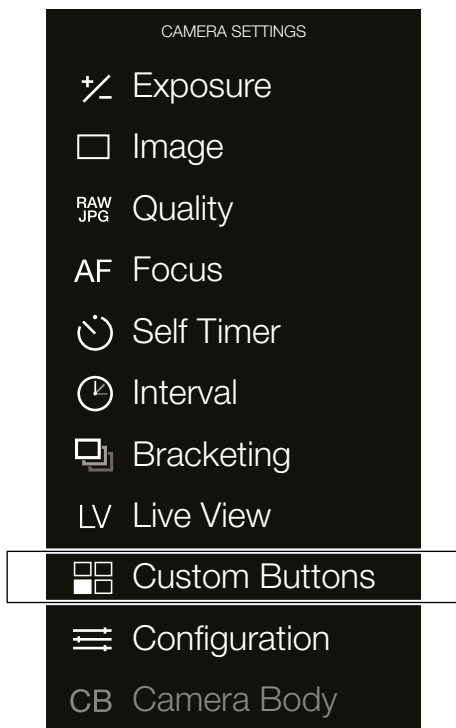 CAMERA SETTINGS
Exposure
Image
RAW
JPG Quality
AF Focus
Self Timer
Interval
Bracketing
LV Live View
Custom Buttons
Configuration
CB Camera Body